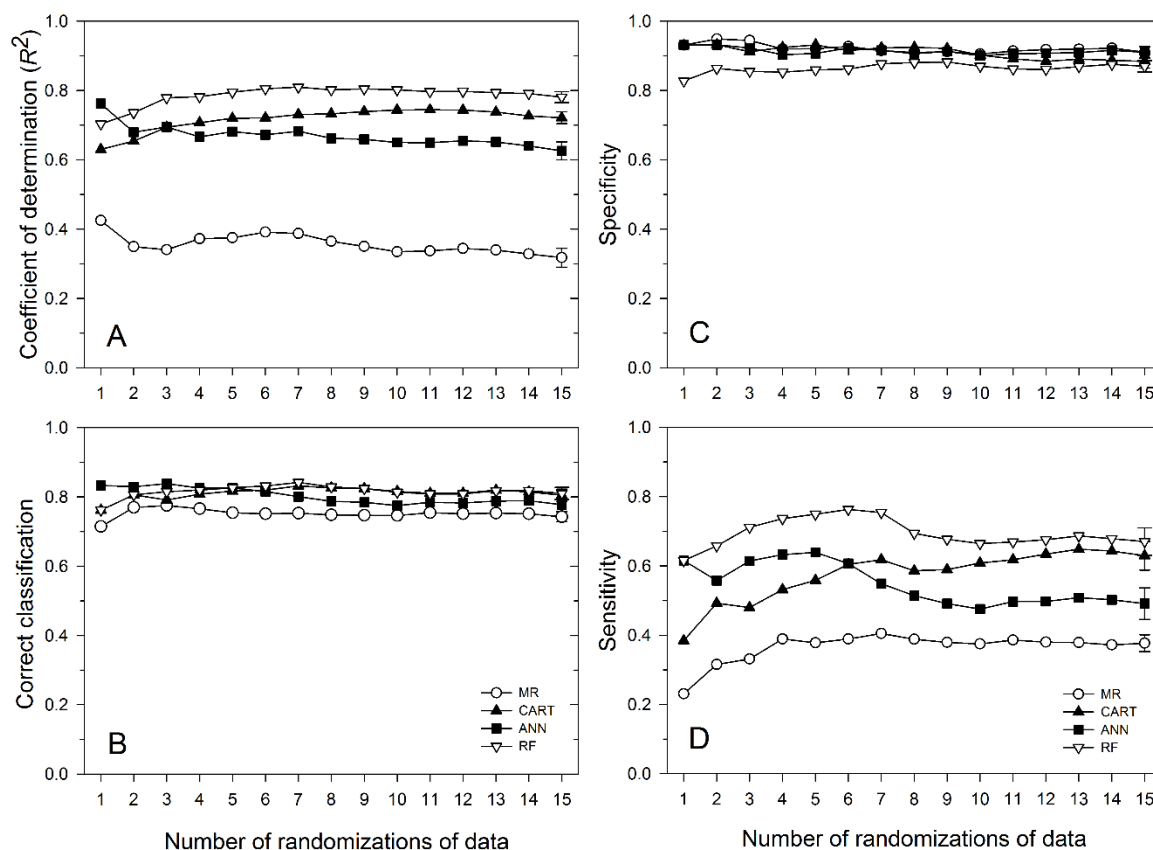 Coefficient of determination (R²)
1.0
0.8
0.6
0.4
0.2
0.0
A
1 2 3 4 5 6 7 8 9 10 11 12 13 14 15
Specificity
1.0
0.8
0.6
0.4
0.2
0.0
C
1 2 3 4 5 6 7 8 9 10 11 12 13 14 15
Correct classification
1.0
0.8
0.6
0.4
0.2
0.0
B
MR
CART
ANN
RF
1 2 3 4 5 6 7 8 9 10 11 12 13 14 15
Number of randomizations of data
Sensitivity
1.0
0.8
0.6
0.4
0.2
0.0
D
MR
CART
ANN
RF
1 2 3 4 5 6 7 8 9 10 11 12 13 14 15
Number of randomizations of data